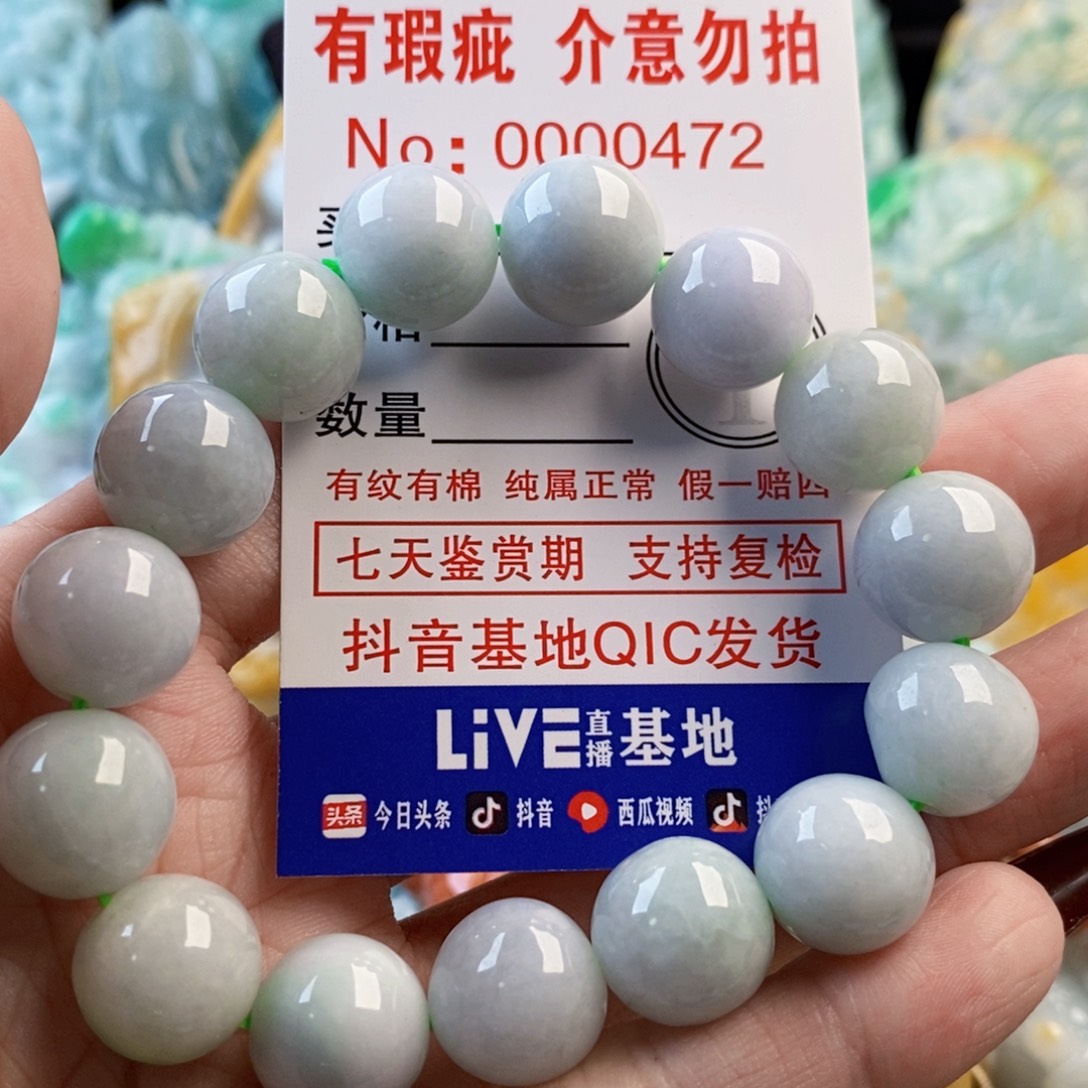 有瑕疵 介意勿拍
No: 0000472
数量
有纹有棉 纯属正常 假一赔四
七天鉴赏期 支持复检
抖音基地QIC发货
LiVE直播基地
头条 今日头条 抖音 西瓜视频